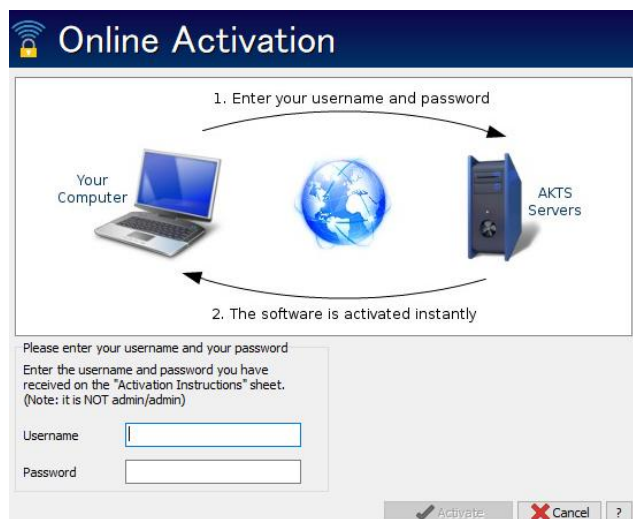 Online Activation
1. Enter your username and password
Your
Computer
AKTS
Servers
2. The software is activated instantly
Please enter your username and your password
Enter the username and password you have
received on the "Activation Instructions" sheet.
(Note: it is NOT admin/admin)
Username
Password
Activate
Cancel
?